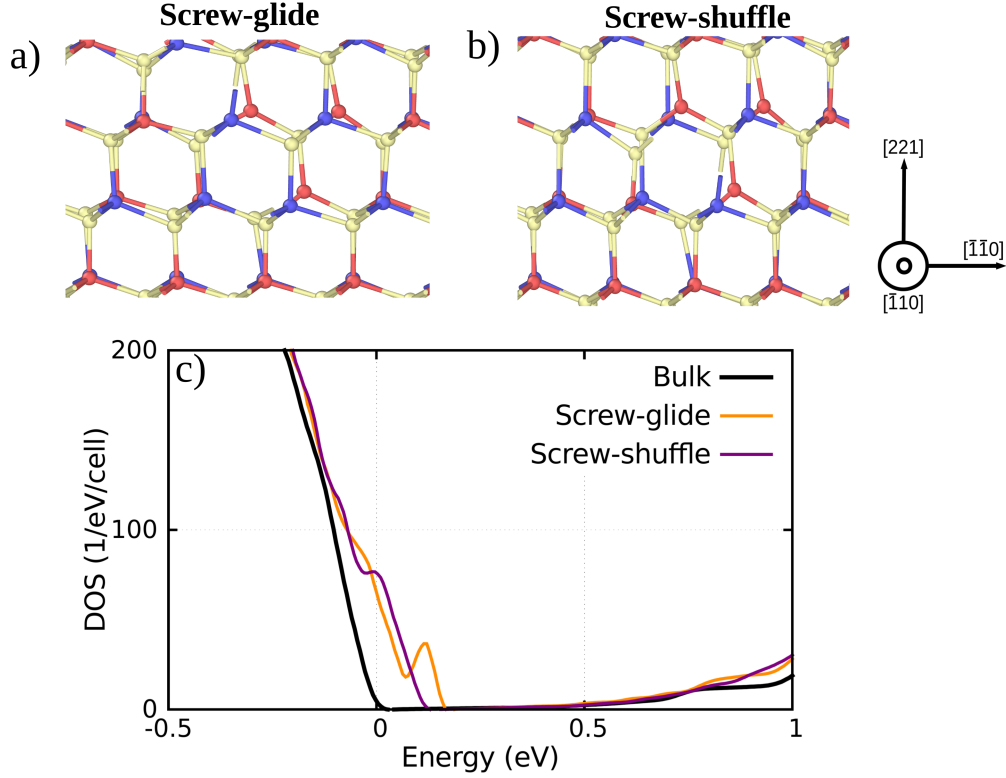 Screw-glide
Screw-shuffle
a)
b)
[221]
[1̅1̅0]
[1̅10]
c)
200
100
0
DOS (1/eV/cell)
Bulk
Screw-glide
Screw-shuffle
-0.5
0
0.5
1
Energy (eV)